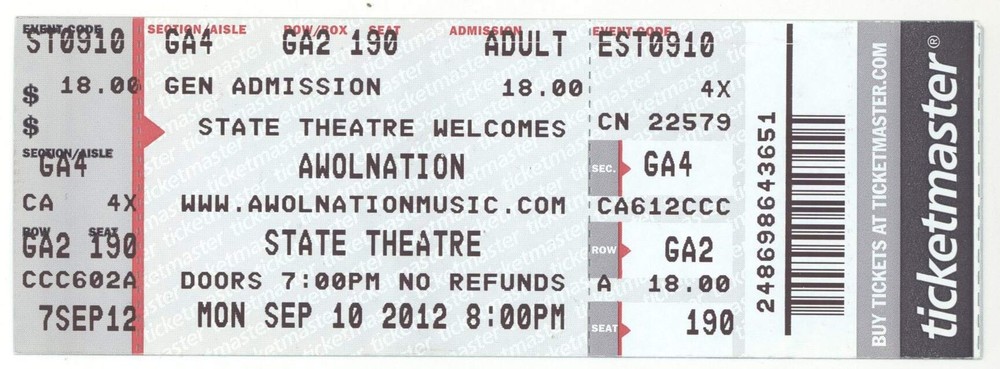 EVENT CODE SECTION/AISLE ROW/BOX SEAT ADMISSION EVENT CODE
ST0910 GA4 GA2 190 ADULT EST0910
$ 18.00 GEN ADMISSION 18.00 4X
$ STATE THEATRE WELCOMES CN 22579
SECTION/AISLE
GA4 AWOLNATION SEC. GA4
CA 4X WWW.AWOLNATIONMUSIC.COM CA612CCC
ROW SEAT
GA2 190 STATE THEATRE ROW GA2
CCC602A DOORS 7:00PM NO REFUNDS A 18.00
7SEP12 MON SEP 10 2012 8:00PM SEAT 190
248698643651
BUY TICKETS AT TICKETMASTER.COM
ticketmaster®